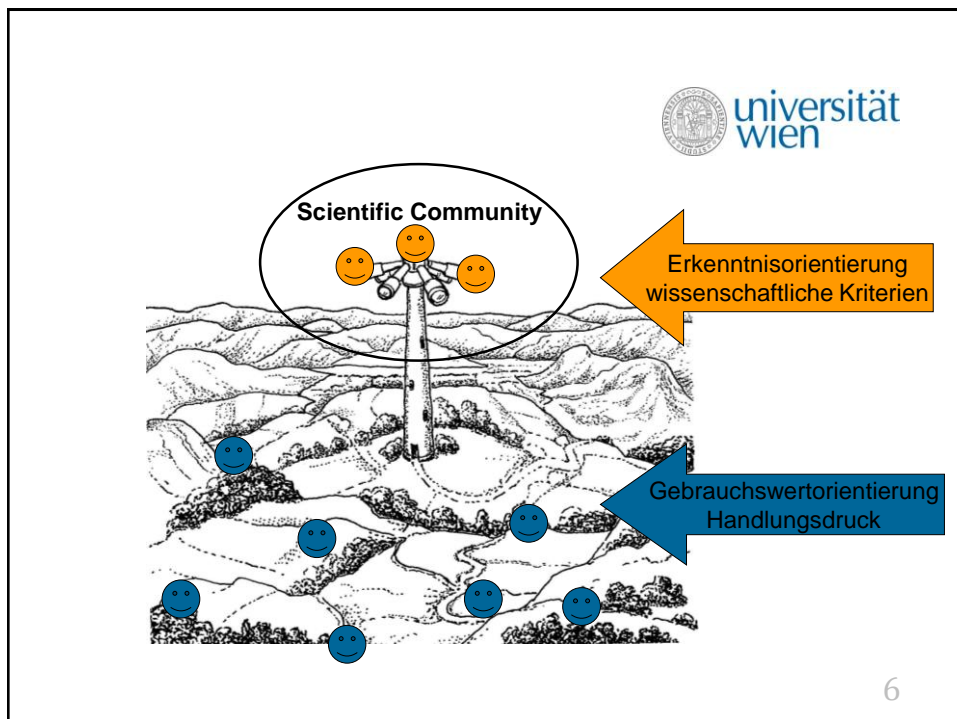 universität
wien
Scientific Community
Erkenntnisorientierung
wissenschaftliche Kriterien
Gebrauchswertorientierung
Handlungsdruck
6